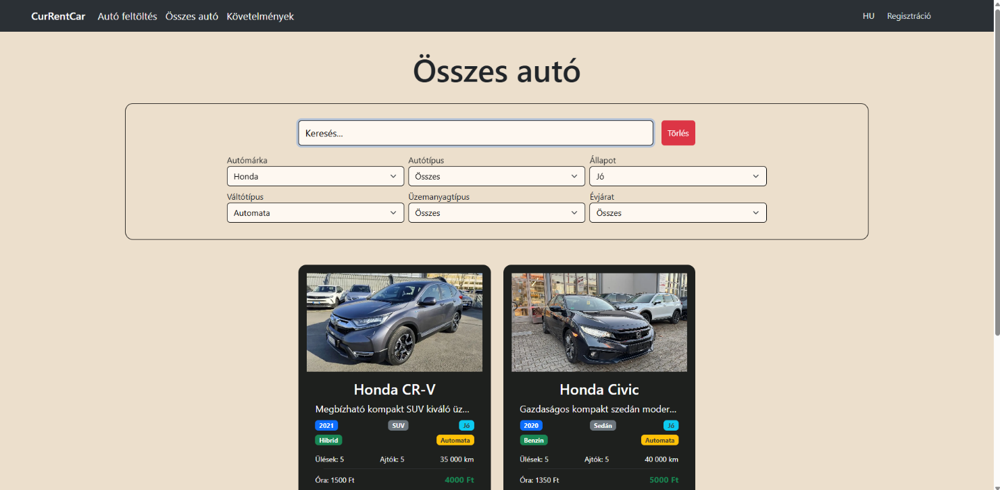 CurRentCar Autó feltöltés Összes autó Követelmények HU Regisztráció
Összes autó
Keresés... Törlés
Autómárka Autótípus Állapot
Honda Összes Jó
Váltótípus Üzemanyagtípus Évjárat
Automata Összes Összes
Honda CR-V
Megbízható kompakt SUV kiváló üz...
2021 SUV Jó
Hibrid Automata
Ülések: 5 Ajtók: 5 35 000 km
Óra: 1500 Ft 4000 Ft
Honda Civic
Gazdaságos kompakt szedán moder...
2020 Sedán Jó
Benzin Automata
Ülések: 5 Ajtók: 5 40 000 km
Óra: 1350 Ft 5000 Ft